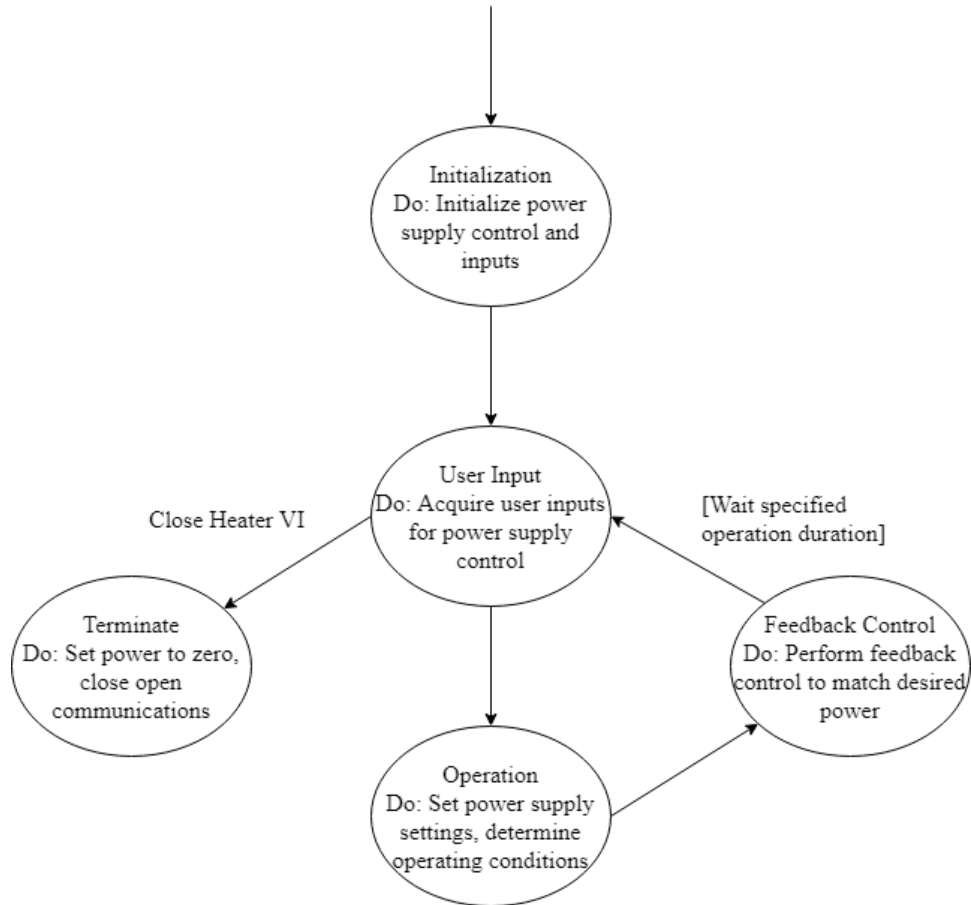 Initialization
Do: Initialize power
supply control and
inputs
User Input
Do: Acquire user inputs
for power supply
control
Close Heater VI
[Wait specified
operation duration]
Terminate
Do: Set power to zero,
close open
communications
Feedback Control
Do: Perform feedback
control to match desired
power
Operation
Do: Set power supply
settings, determine
operating conditions